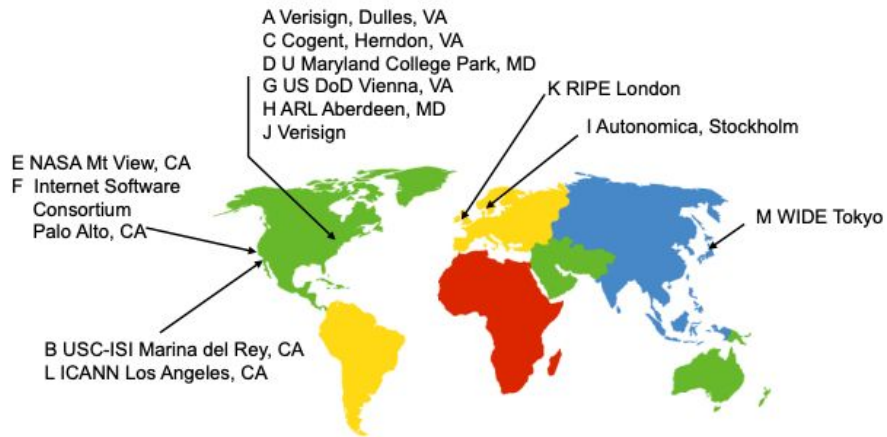 A Verisign, Dulles, VA
C Cogent, Herndon, VA
D U Maryland College Park, MD
G US DoD Vienna, VA
H ARL Aberdeen, MD
J Verisign
K RIPE London
I Autonomica, Stockholm
E NASA Mt View, CA
F Internet Software
Consortium
Palo Alto, CA
M WIDE Tokyo
B USC-ISI Marina del Rey, CA
L ICANN Los Angeles, CA